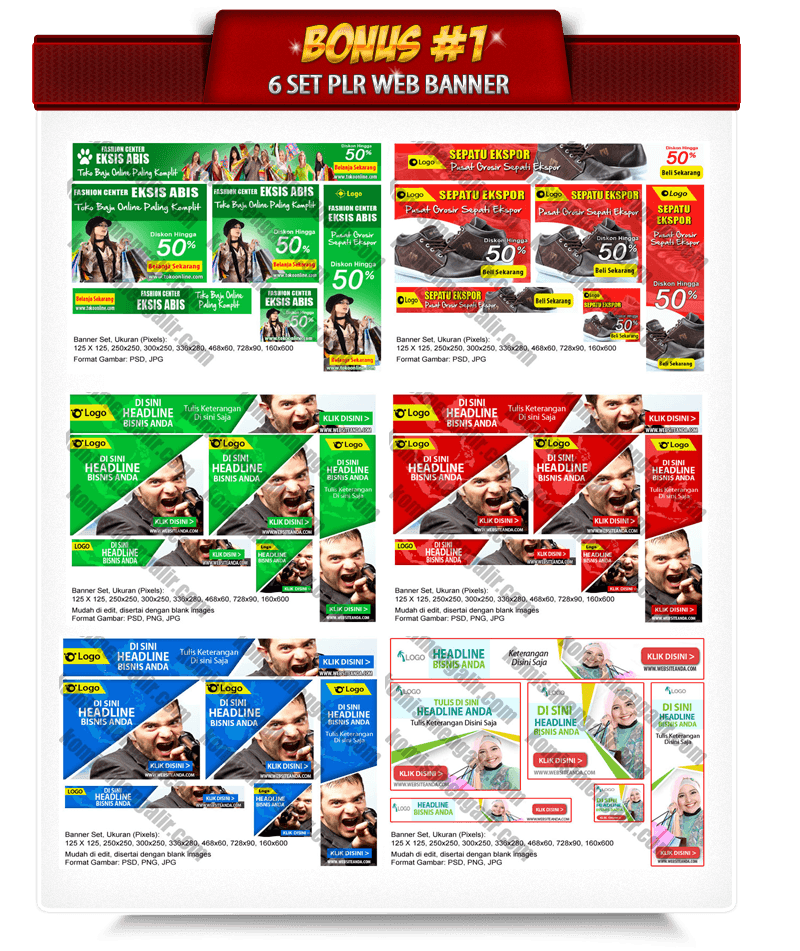 BONUS #1
6 SET PLR WEB BANNER
FASHION CENTER
EKSIS ABIS
Toko Baju Online Paling Komplit
Diskon Hingga
50%
Belanja Sekarang
www.tokoonline.com
Logo
SEPATU EKSPOR
Pusat Grosir Sepati Ekspor
Diskon Hingga
50%
Beli Sekarang
FASHION CENTER EKSIS ABIS
Toko Baju Online Paling Komplit
Diskon Hingga
50%
Belanja Sekarang
www.tokoonline.com
FASHION CENTER EKSIS ABIS
Toko Baju Online Paling Komplit
Diskon Hingga
50%
Belanja Sekarang
www.tokoonline.com
Logo
FASHION CENTER
EKSIS ABIS
Pusat Grosir
Sepati Ekspor
Diskon Hingga
50%
Belanja Sekarang
www.tokoonline.com
Logo
SEPATU EKSPOR
Pusat Grosir Sepati Ekspor
Diskon Hingga
50%
Beli Sekarang
Logo
SEPATU EKSPOR
Pusat Grosir Sepati Ekspor
Diskon Hingga
50%
Beli Sekarang
Logo
SEPATU
EKSPOR
Pusat Grosir
Sepati Ekspor
Diskon Hingga
50%
Beli Sekarang
Belanja Sekarang
FASHION CENTER
EKSIS ABIS
Toko Baju Online
Paling Komplit
FASHION CENTER
EKSIS ABIS
50%
Logo
SEPATU EKSPOR
Pusat Grosir Sepati Ekspor
Beli Sekarang
SEPATU EKSPOR
50%
Beli Sekarang
Banner Set, Ukuran (Pixels):
125 X 125, 250x250, 300x250, 336x280, 468x60, 728x90, 160x600
Format Gambar: PSD, JPG
Banner Set, Ukuran (Pixels):
125 X 125, 250x250, 300x250, 336x280, 468x60, 728x90, 160x600
Format Gambar: PSD, JPG
Logo
DI SINI
HEADLINE
BISNIS ANDA
Tulis Keterangan
Di sini Saja
KLIK DISINI >
WWW.WEBSITEANDA.COM
Logo
DI SINI
HEADLINE
BISNIS ANDA
Tulis Keterangan
Di sini Saja
KLIK DISINI >
WWW.WEBSITEANDA.COM
Logo
DI SINI
HEADLINE
BISNIS ANDA
KLIK DISINI >
WWW.WEBSITEANDA.COM
Logo
DI SINI
HEADLINE
BISNIS ANDA
KLIK DISINI >
WWW.WEBSITEANDA.COM
Logo
DI SINI
HEADLINE
BISNIS ANDA
Tulis Keterangan
Di sini Saja
KLIK DISINI >
WWW.WEBSITEANDA.COM
Logo
DI SINI
HEADLINE
BISNIS ANDA
KLIK DISINI >
WWW.WEBSITEANDA.COM
Logo
DI SINI
HEADLINE
BISNIS ANDA
KLIK DISINI >
WWW.WEBSITEANDA.COM
Logo
DI SINI
HEADLINE
BISNIS ANDA
Tulis Keterangan
Di sini Saja
KLIK DISINI >
WWW.WEBSITEANDA.COM
LOGO
DI SINI
HEADLINE
BISNIS ANDA
KLIK DISINI >
Logo
HEADLINE
BISNIS ANDA
KLIK DISINI
LOGO
DI SINI
HEADLINE
BISNIS ANDA
KLIK DISINI >
Logo
HEADLINE
BISNIS ANDA
KLIK DISINI
Banner Set, Ukuran (Pixels):
125 X 125, 250x250, 300x250, 336x280, 468x60, 728x90, 160x600
Mudah di edit, disertai dengan blank images
Format Gambar: PSD, PNG, JPG
Banner Set, Ukuran (Pixels):
125 X 125, 250x250, 300x250, 336x280, 468x60, 728x90, 160x600
Mudah di edit, disertai dengan blank images
Format Gambar: PSD, PNG, JPG
Logo
DI SINI
HEADLINE
BISNIS ANDA
Tulis Keterangan
Di sini Saja
KLIK DISINI >
WWW.WEBSITEANDA.COM
LOGO
HEADLINE
BISNIS ANDA
Keterangan
Disini Saja
KLIK DISINI >
WWW.WEBSITEANDA.COM
Logo
DI SINI
HEADLINE
BISNIS ANDA
KLIK DISINI >
WWW.WEBSITEANDA.COM
Logo
DI SINI
HEADLINE
BISNIS ANDA
KLIK DISINI >
WWW.WEBSITEANDA.COM
Logo
DI SINI
HEADLINE
BISNIS ANDA
Tulis Keterangan
Di sini Saja
KLIK DISINI >
WWW.WEBSITEANDA.COM
LOGO
TULIS DI SINI
HEADLINE ANDA
Tulis Keterangan Disini Saja
KLIK DISINI >
WWW.WEBSITEANDA.COM
LOGO
DI SINI
HEADLINE
BISNIS ANDA
KLIK DISINI >
WWW.WEBSITEANDA.COM
LOGO
DI SINI
HEADLINE
BISNIS ANDA
Tulis Keterangan
Disini Saja
KLIK DISINI >
WWW.WEBSITEANDA.COM
LOGO
DI SINI
HEADLINE
BISNIS ANDA
KLIK DISINI >
HEADLINE
BISNIS ANDA
KLIK DISINI
LOGO
HEADLINE
BISNIS ANDA
KLIK DISINI >
WWW.WEBSITEANDA.COM
DI SINI
HEADLINE
BISNIS ANDA
Banner Set, Ukuran (Pixels):
125 X 125, 250x250, 300x250, 336x280, 468x60, 728x90, 160x600
Mudah di edit, disertai dengan blank images
Format Gambar: PSD, PNG, JPG
Banner Set, Ukuran (Pixels):
125 X 125, 250x250, 300x250, 336x280, 468x60, 728x90, 160x600
Mudah di edit, disertai dengan blank images
Format Gambar: PSD, PNG, JPG